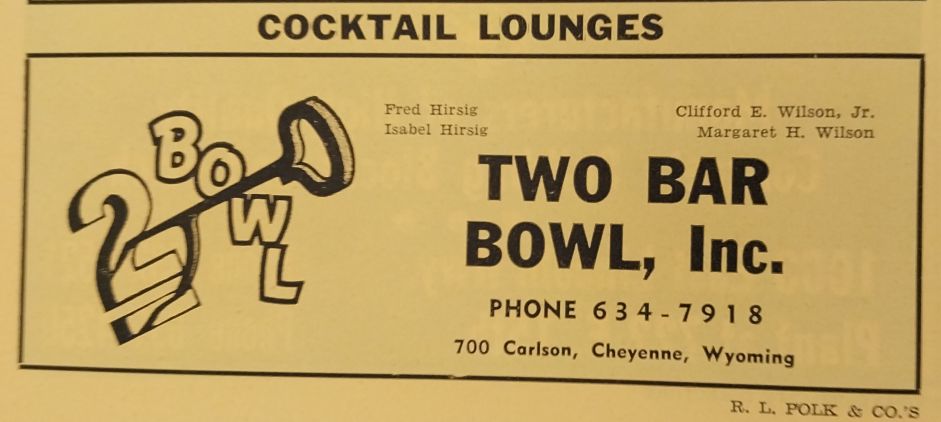 COCKTAIL LOUNGES
2 BOWL
Fred Hirsig
Isabel Hirsig
Clifford E. Wilson, Jr.
Margaret H. Wilson
TWO BAR
BOWL, Inc.
PHONE 634-7918
700 Carlson, Cheyenne, Wyoming
R. L. POLK & CO.'S